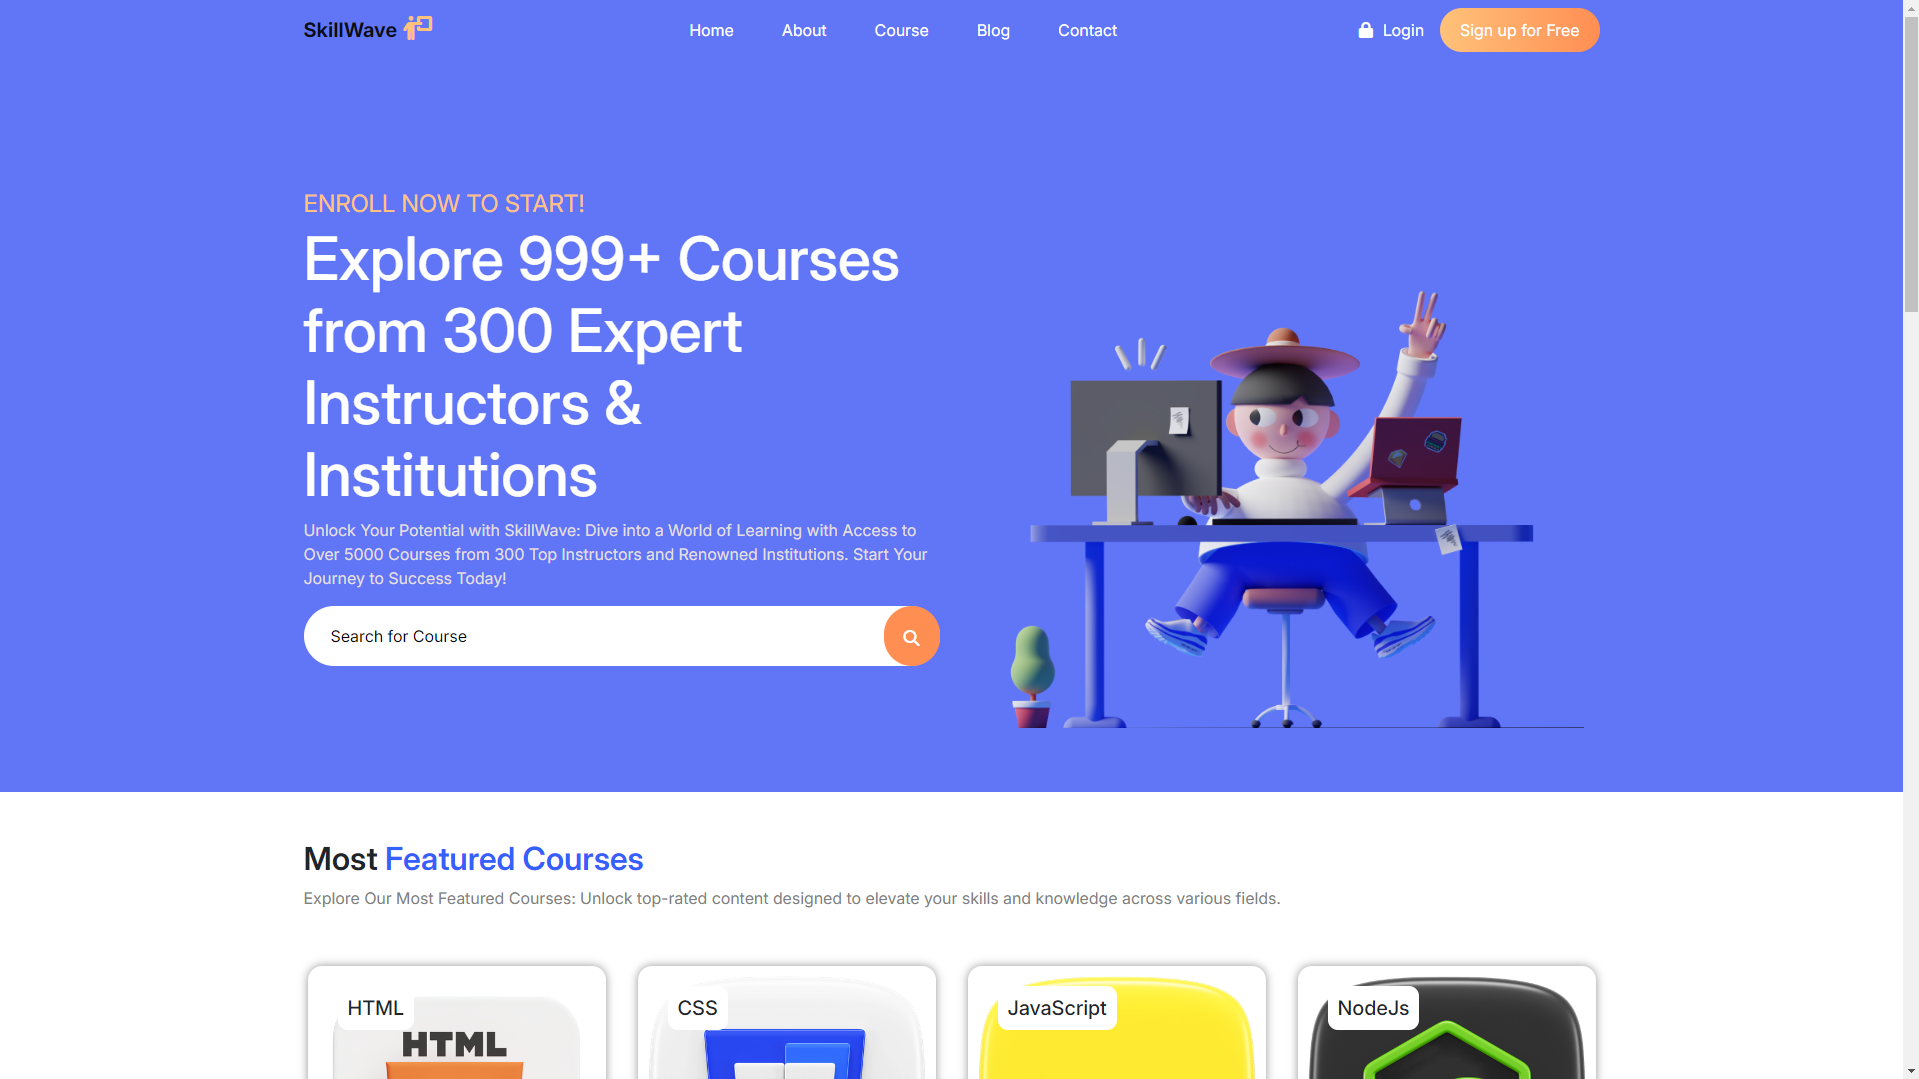 SkillWave
Home
About
Course
Blog
Contact
Login
Sign up for Free
ENROLL NOW TO START!
Explore 999+ Courses
from 300 Expert
Instructors &
Institutions
Unlock Your Potential with SkillWave: Dive into a World of Learning with Access to
Over 5000 Courses from 300 Top Instructors and Renowned Institutions. Start Your
Journey to Success Today!
Search for Course
Most Featured Courses
Explore Our Most Featured Courses: Unlock top-rated content designed to elevate your skills and knowledge across various fields.
HTML
HTML
CSS
JavaScript
NodeJs